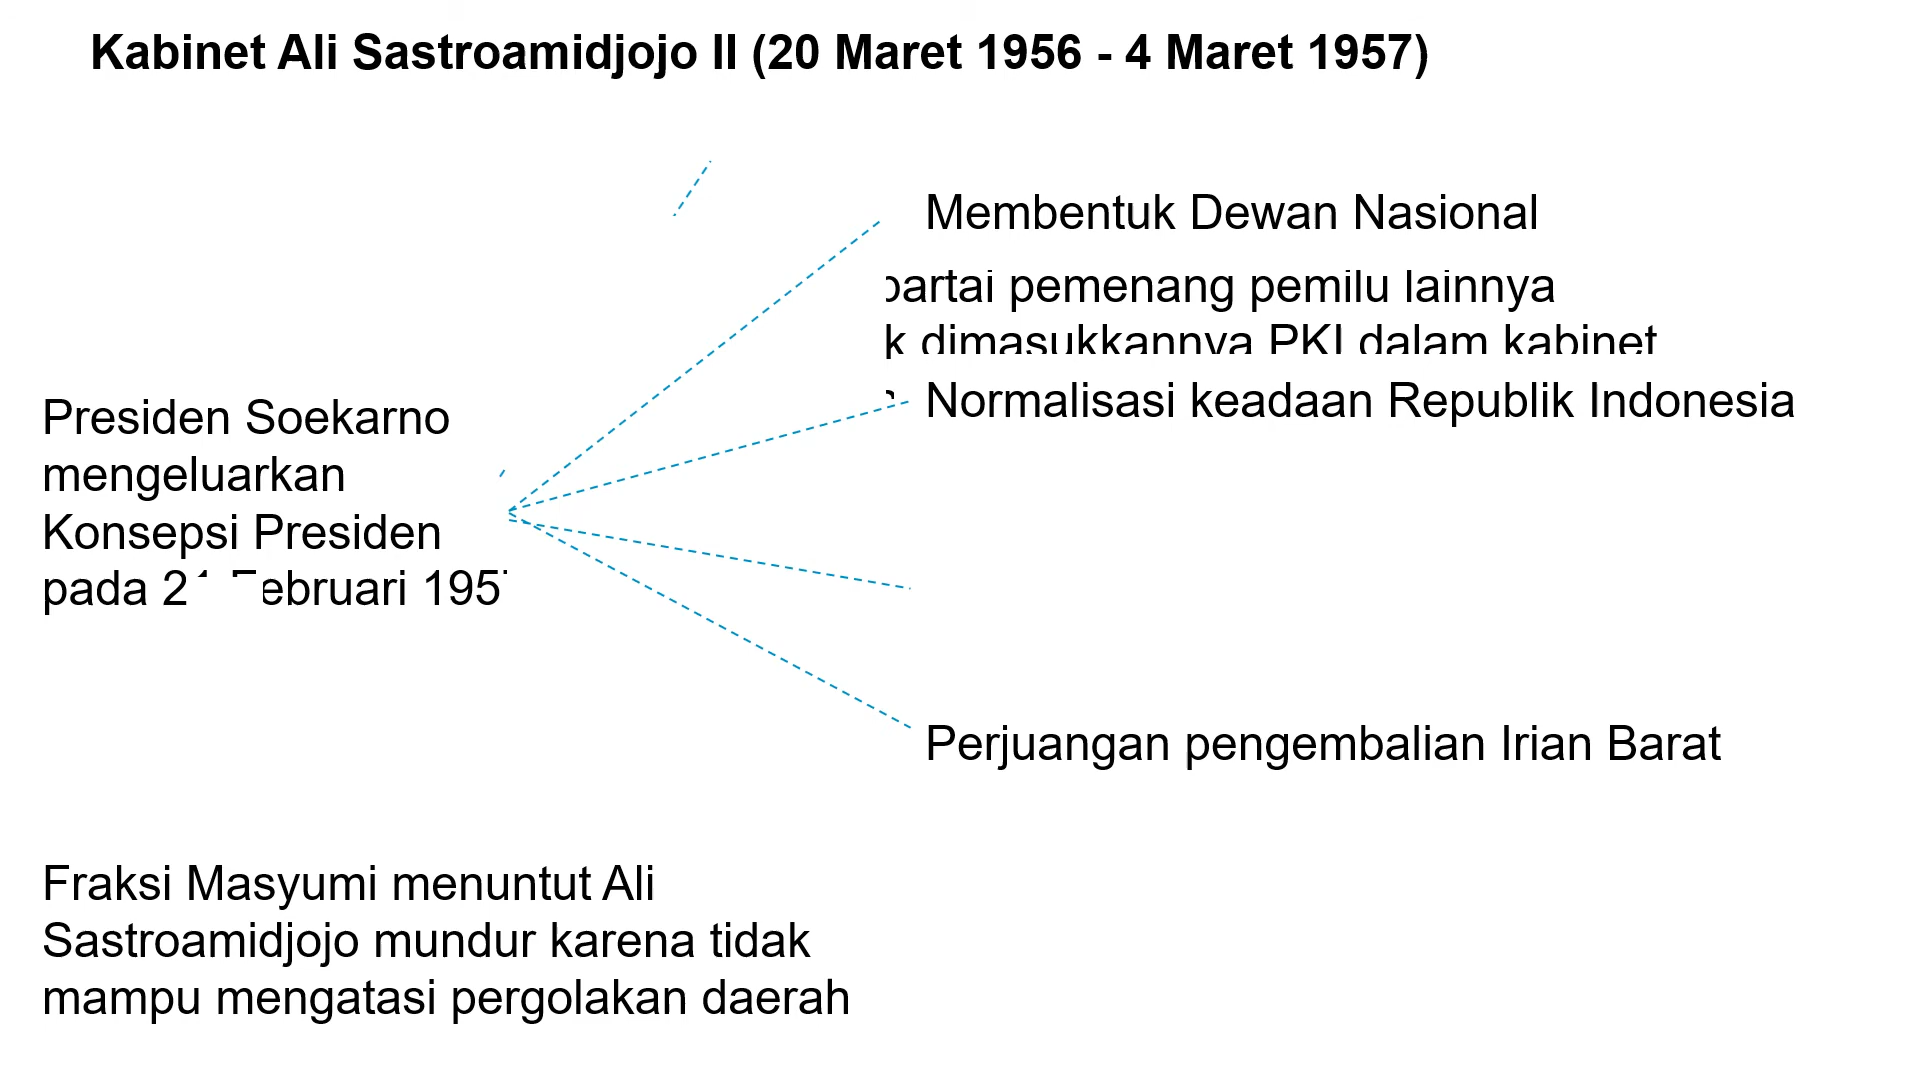 Kabinet Ali Sastroamidjojo II (20 Maret 1956 - 4 Maret 1957)
Membentuk Dewan Nasional
partai pemenang pemilu lainnya
dimasukkannya PKI dalam kabinet
Normalisasi keadaan Republik Indonesia
Presiden Soekarno
mengeluarkan
Konsepsi Presiden
pada
Perjuangan pengembalian Irian Barat
Fraksi Masyumi menuntut Ali
Sastroamidjojo mundur karena tidak
mampu mengatasi pergolakan daerah